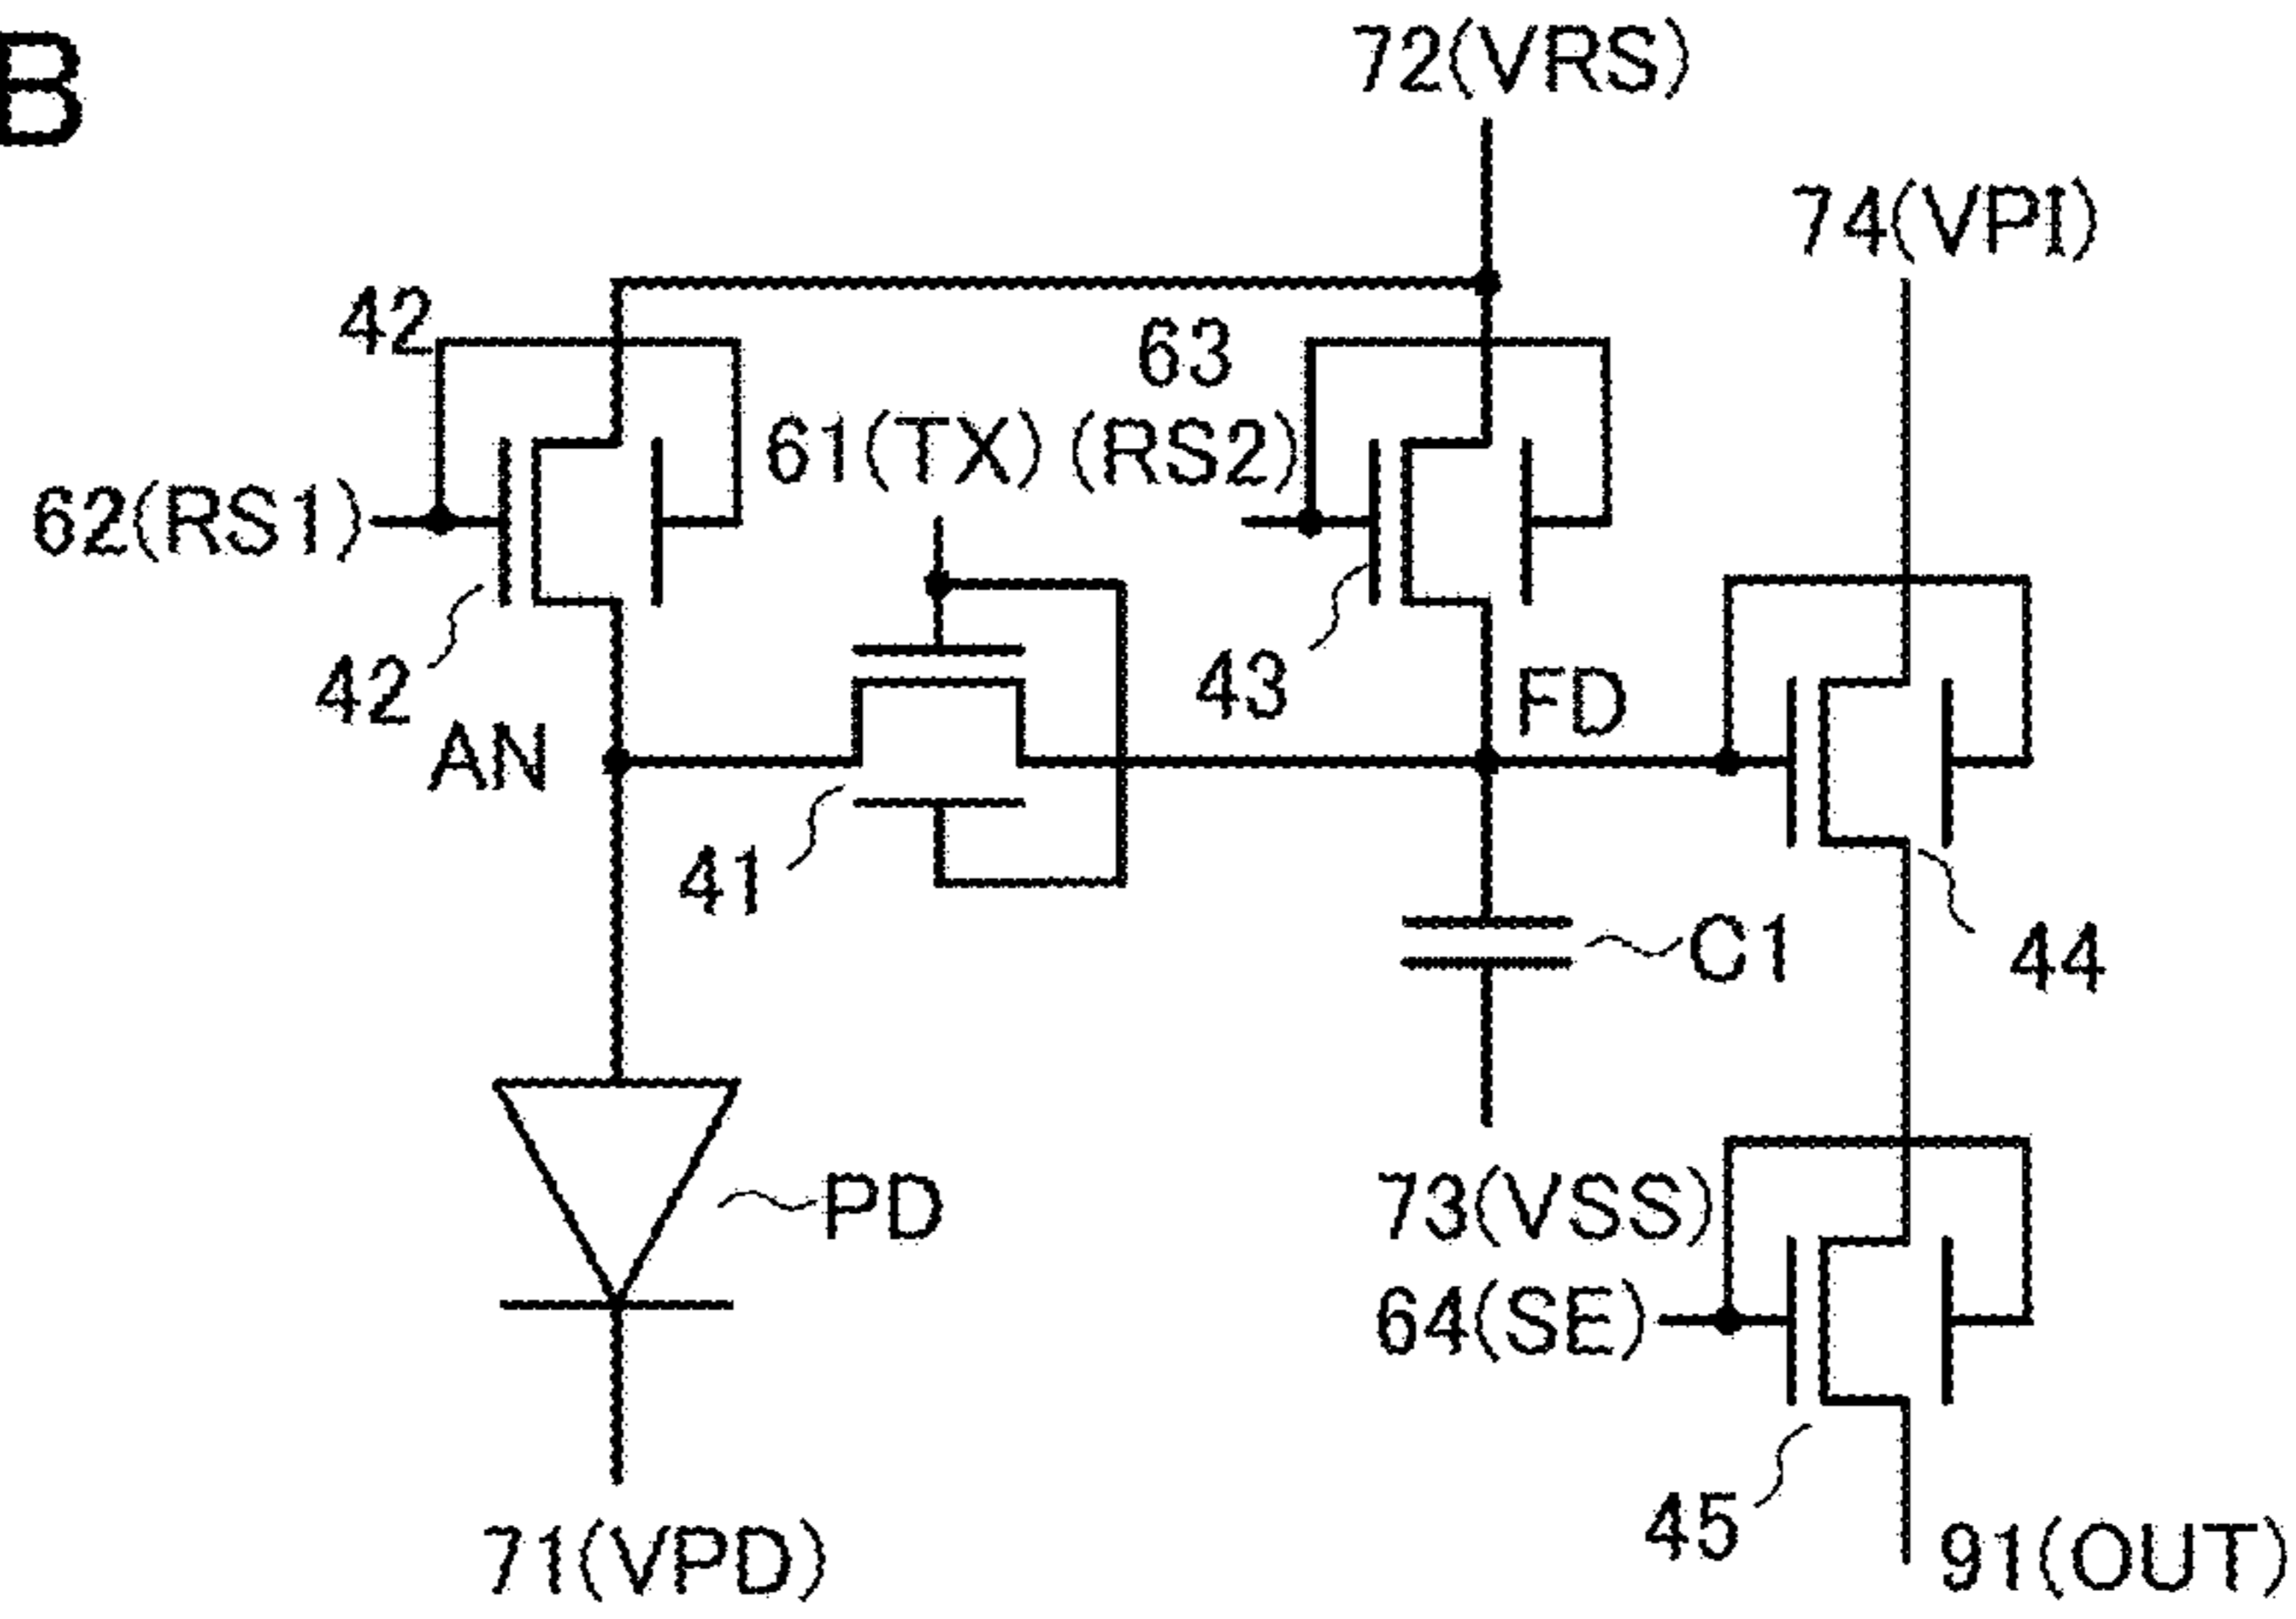 B
72(VRS)
74(VPI)
42
63
61(TX) (RS2)
62(RS1)
42
43
FD
AN
41
C1
44
PD
73(VSS)
64(SE)
45
71(VPD)
91(OUT)